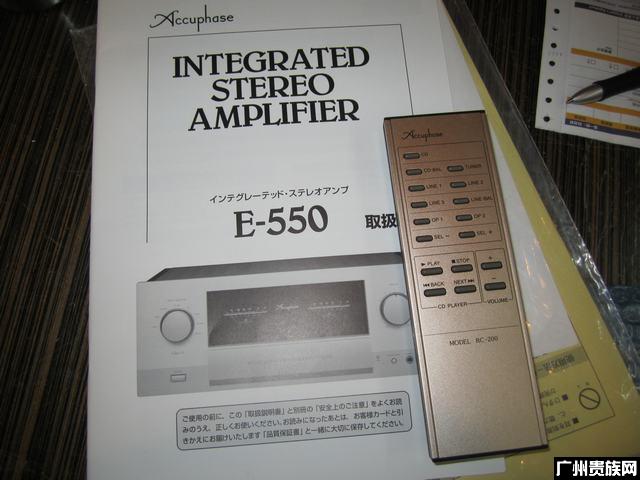 Accuphase
INTEGRATED
STEREO
AMPLIFIER
インテグレーテッド・ステレオアンプ
E-550
取扱
ご使用の前に、この「取扱説明書」と別冊の「安全上のご注意」をよくお読
みのうえ、正しくお使いください。お読みになったあとは、お客様カードと引
きかえにお届けいたします「品質保証書」と一緒に大切に保存してください。
Accuphase
CD
CD-BAL TUNER
LINE 1 LINE 2
LINE 3 LINE-BAL
OP 1 OP 2
SEL − SEL +
▶ PLAY ■ STOP +
⏮ BACK NEXT ⏭ −
CD PLAYER VOLUME
MODEL RC-200
广州贵族网